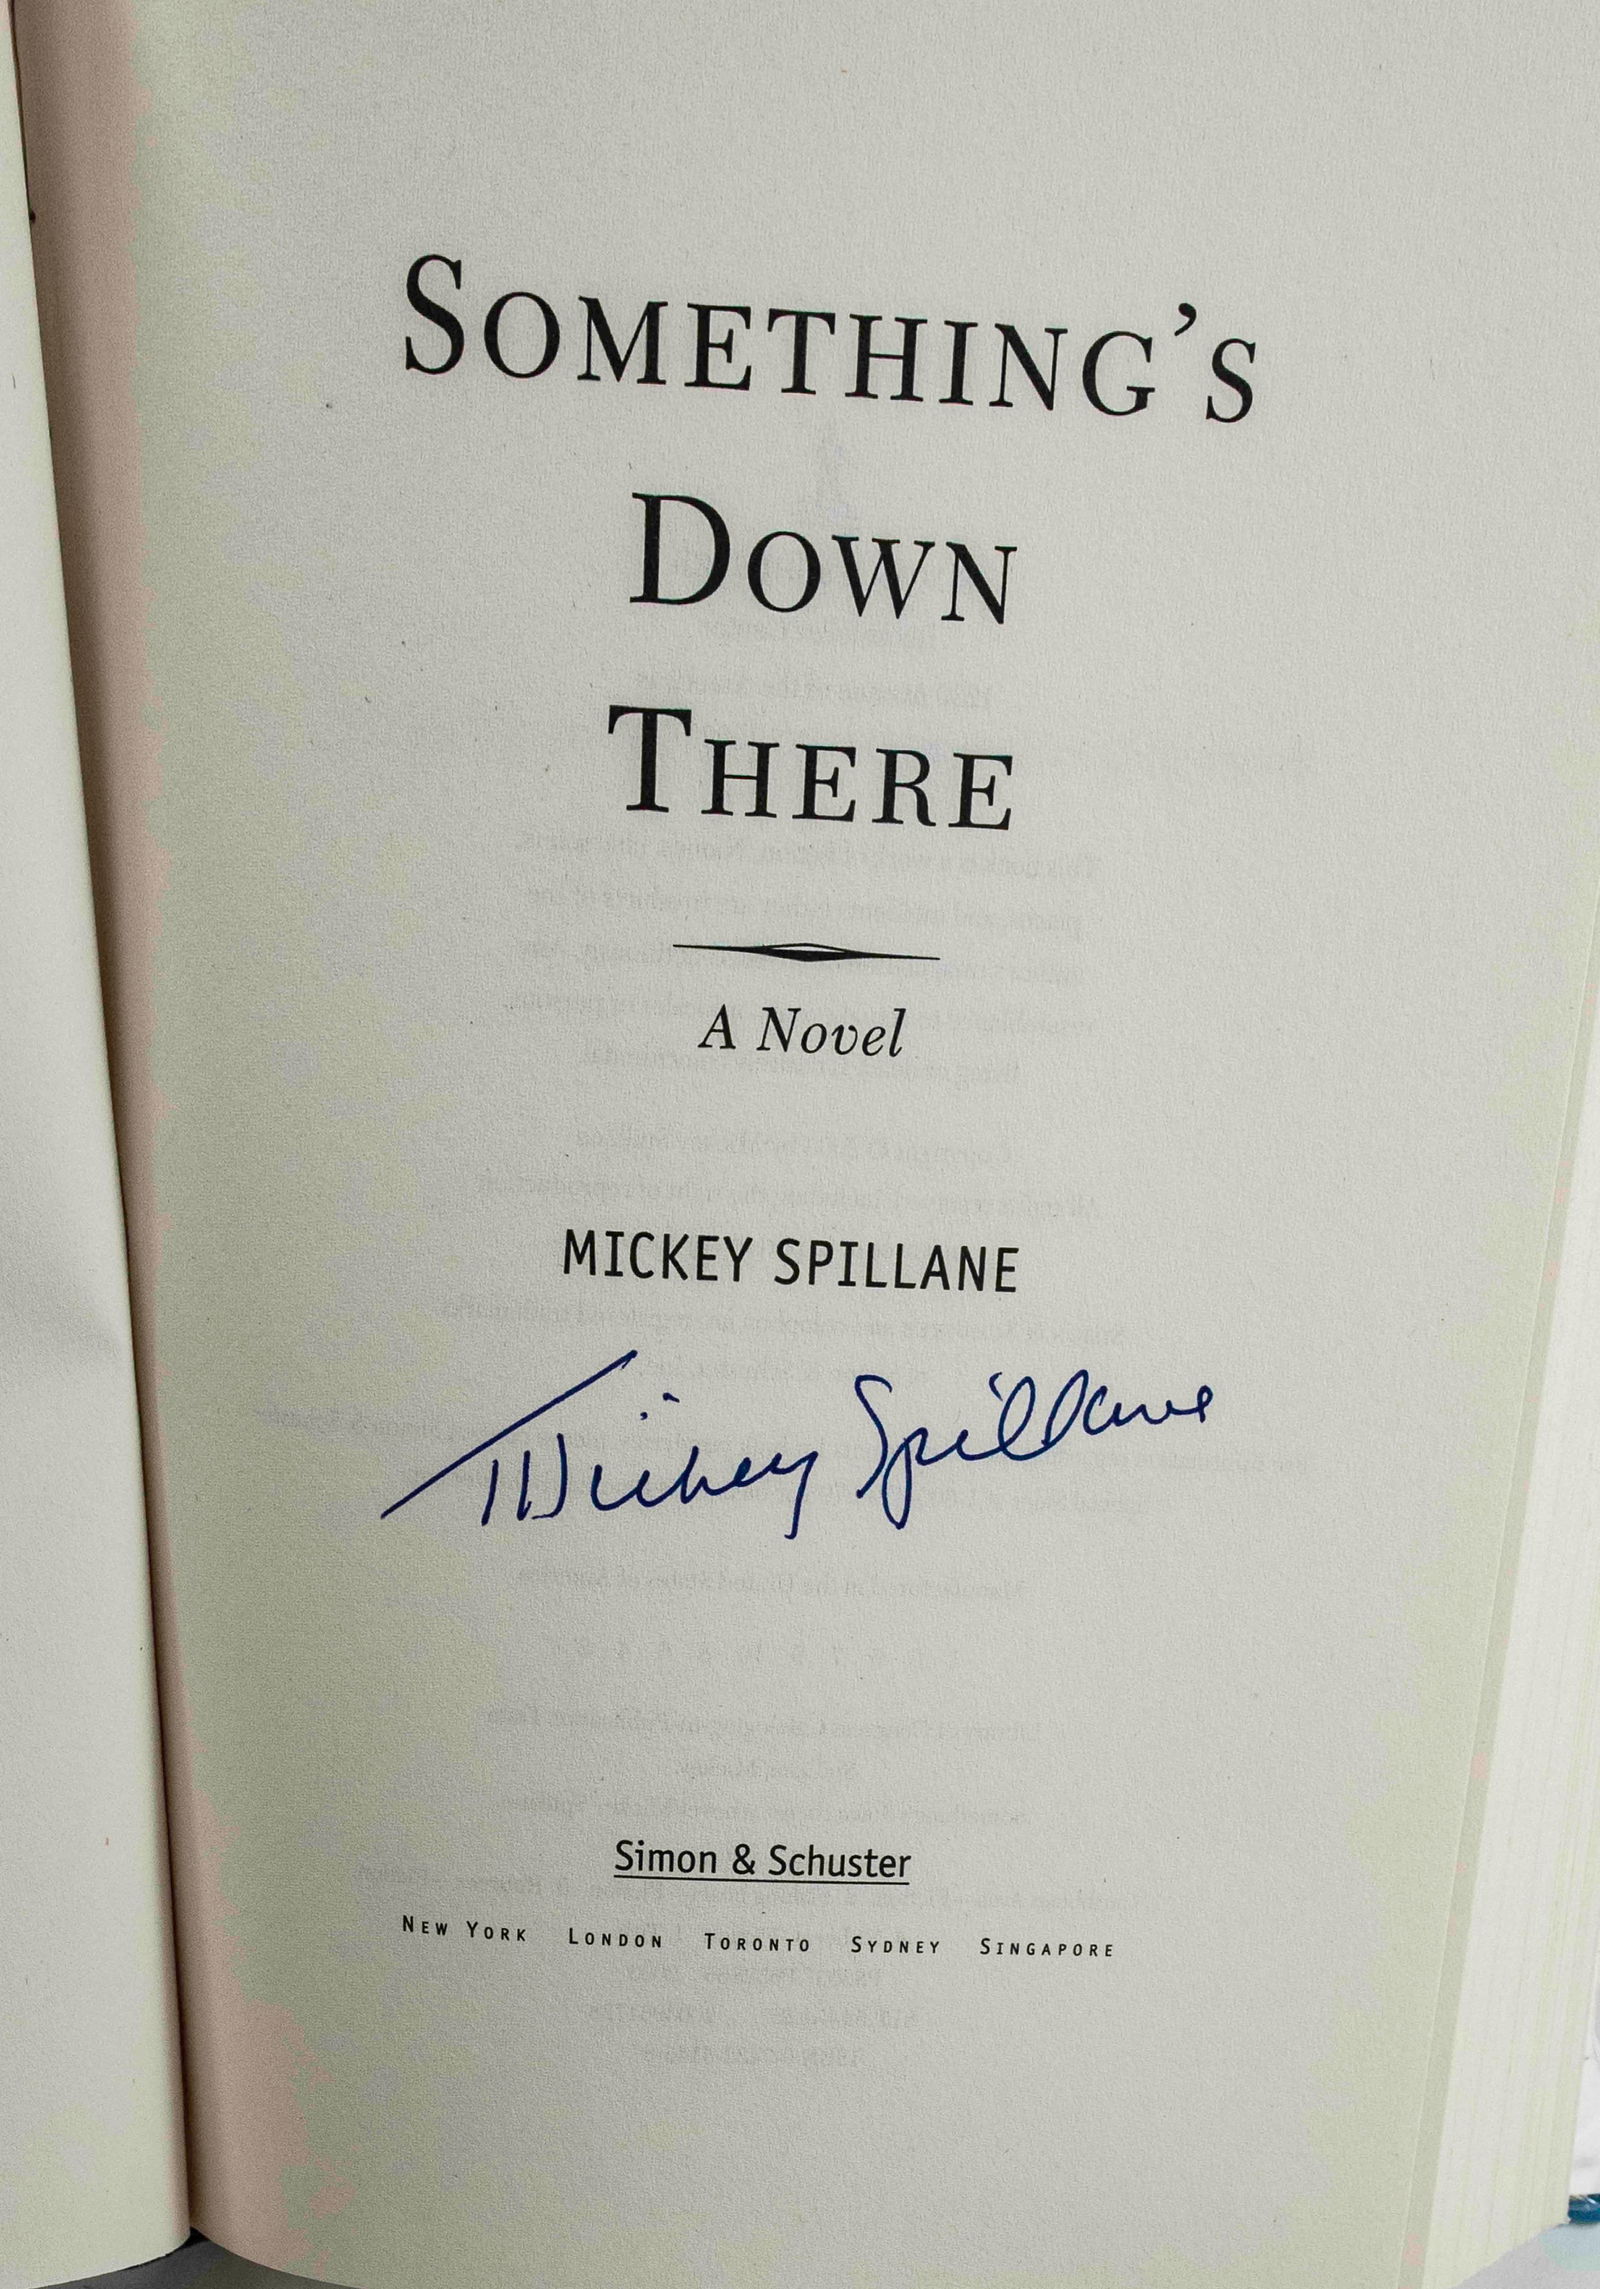 SOMETHING'S
DOWN
THERE
A Novel
MICKEY SPILLANE
Mickey Spillane
Simon & Schuster
NEW YORK LONDON TORONTO SYDNEY SINGAPORE